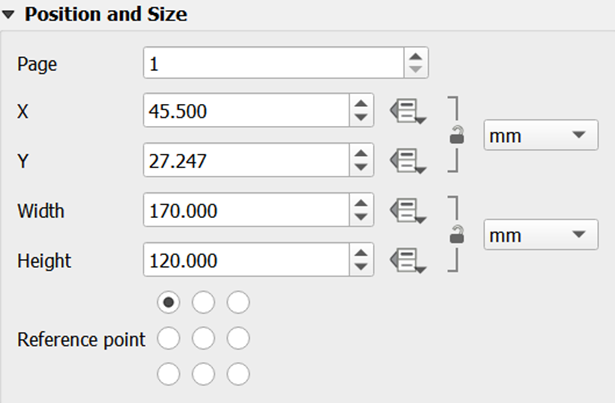 Position and Size
Page 1
X 45.500
mm
Y 27.247
Width 170.000
mm
Height 120.000
Reference point